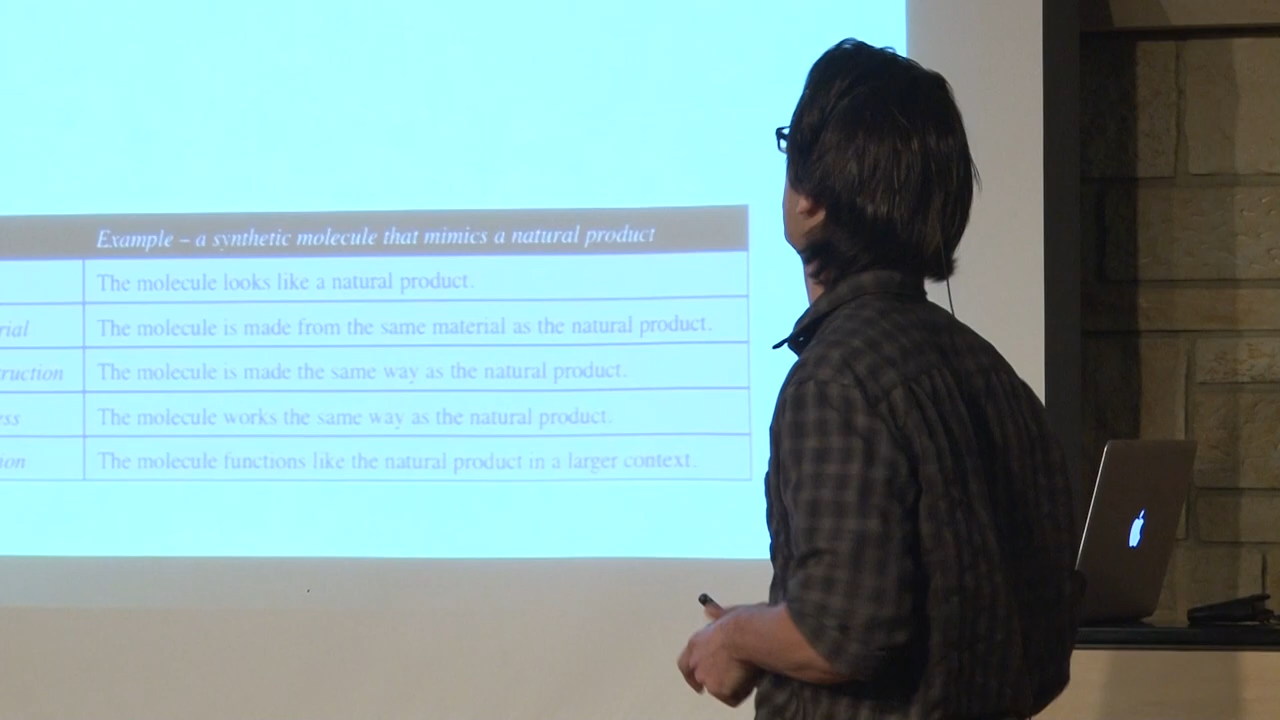 Example – a synthetic molecule that mimics a natural product
The molecule looks like a natural product.
rial The molecule is made from the same material as the natural product.
truction The molecule is made the same way as the natural product.
ess The molecule works the same way as the natural product.
ion The molecule functions like the natural product in a larger context.